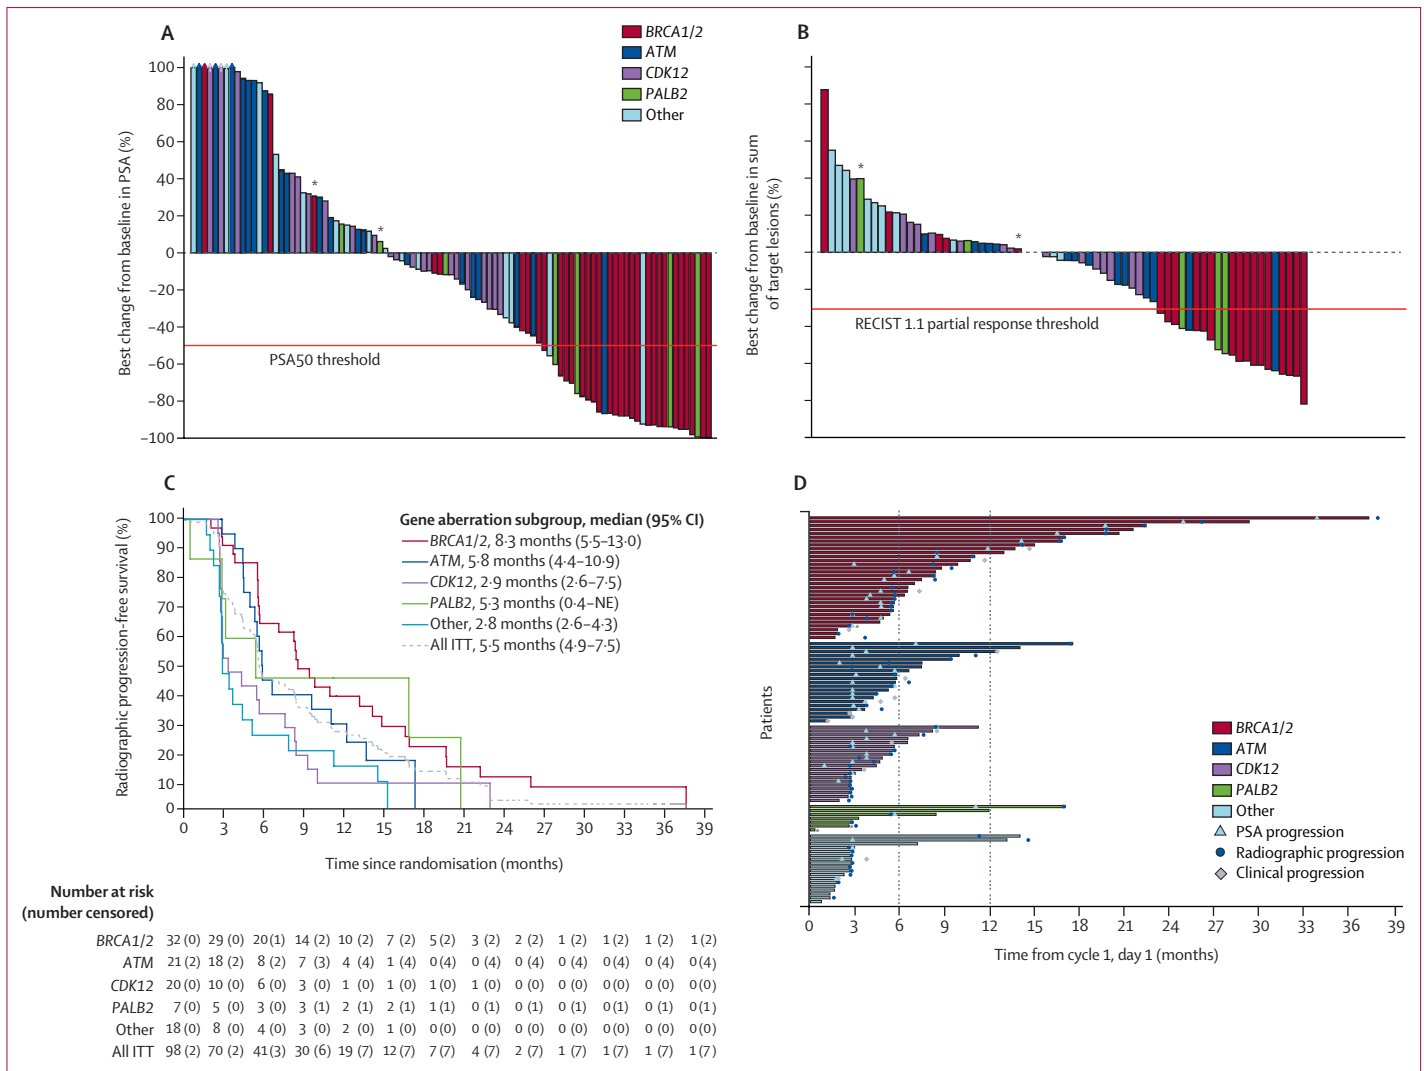 A
BRCA1/2
ATM
CDK12
PALB2
Other
Best change from baseline in PSA (%)
100
80
60
40
20
0
–20
–40
–60
–80
–100
*
*
PSA50 threshold
B
Best change from baseline in sum
of target lesions (%)
*
*
RECIST 1.1 partial response threshold
C
Radiographic progression-free survival (%)
100
90
80
70
60
50
40
30
20
10
0
Gene aberration subgroup, median (95% CI)
BRCA1/2, 8·3 months (5·5–13·0)
ATM, 5·8 months (4·4–10·9)
CDK12, 2·9 months (2·6–7·5)
PALB2, 5·3 months (0·4–NE)
Other, 2·8 months (2·6–4·3)
All ITT, 5·5 months (4·9–7·5)
0 3 6 9 12 15 18 21 24 27 30 33 36 39
Time since randomisation (months)
Number at risk
(number censored)
BRCA1/2 32 (0) 29 (0) 20 (1) 14 (2) 10 (2) 7 (2) 5 (2) 3 (2) 2 (2) 1 (2) 1 (2) 1 (2) 1 (2)
ATM 21 (2) 18 (2) 8 (2) 7 (3) 4 (4) 1 (4) 0 (4) 0 (4) 0 (4) 0 (4) 0 (4) 0 (4) 0 (4)
CDK12 20 (0) 10 (0) 6 (0) 3 (0) 1 (0) 1 (0) 1 (0) 1 (0) 0 (0) 0 (0) 0 (0) 0 (0) 0 (0)
PALB2 7 (0) 5 (0) 3 (0) 3 (1) 2 (1) 2 (1) 1 (1) 0 (1) 0 (1) 0 (1) 0 (1) 0 (1) 0 (1)
Other 18 (0) 8 (0) 4 (0) 3 (0) 2 (0) 1 (0) 0 (0) 0 (0) 0 (0) 0 (0) 0 (0) 0 (0) 0 (0)
All ITT 98 (2) 70 (2) 41 (3) 30 (6) 19 (7) 12 (7) 7 (7) 4 (7) 2 (7) 1 (7) 1 (7) 1 (7) 1 (7)
D
Patients
BRCA1/2
ATM
CDK12
PALB2
Other
PSA progression
Radiographic progression
Clinical progression
0 3 6 9 12 15 18 21 24 27 30 33 36 39
Time from cycle 1, day 1 (months)